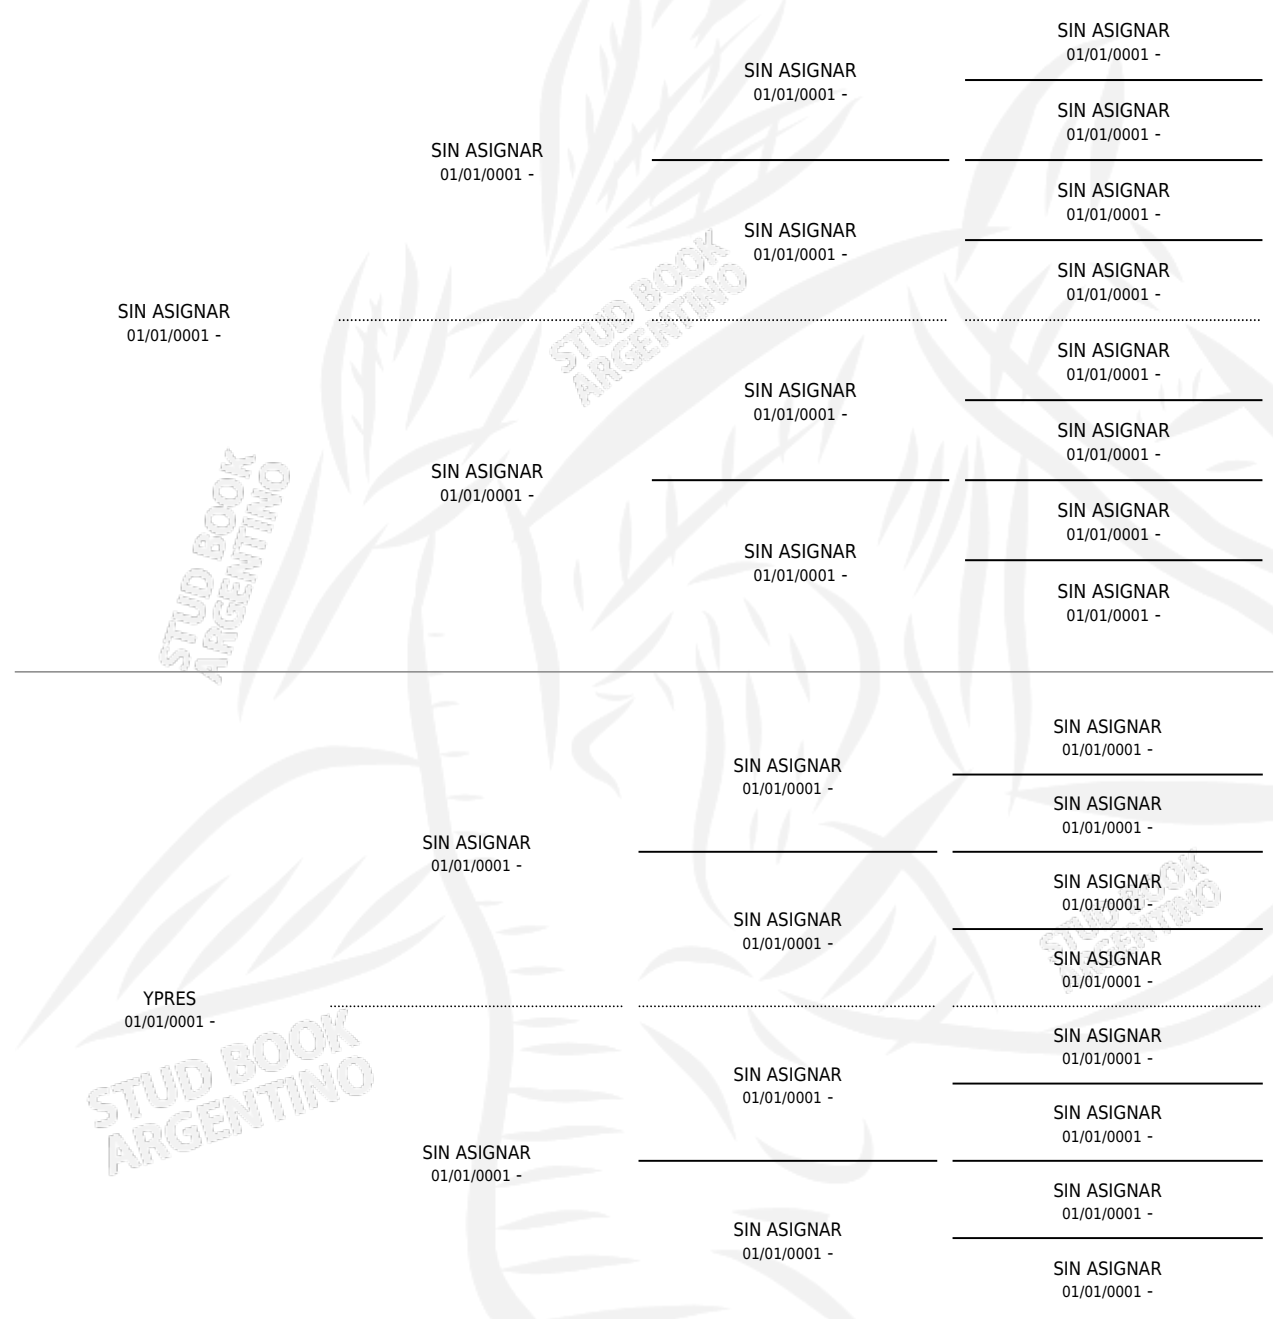 SIN ASIGNAR
01/01/0001 -
SIN ASIGNAR
01/01/0001 -
SIN ASIGNAR
01/01/0001 -
SIN ASIGNAR
01/01/0001 -
SIN ASIGNAR
01/01/0001 -
SIN ASIGNAR
01/01/0001 -
SIN ASIGNAR
01/01/0001 -
SIN ASIGNAR
01/01/0001 -
SIN ASIGNAR
01/01/0001 -
STUD BOOK
ARGENTINO
SIN ASIGNAR
01/01/0001 -
SIN ASIGNAR
01/01/0001 -
SIN ASIGNAR
01/01/0001 -
SIN ASIGNAR
01/01/0001 -
SIN ASIGNAR
01/01/0001 -
SIN ASIGNAR
01/01/0001 -
STUD BOOK
ARGENTINO
SIN ASIGNAR
01/01/0001 -
SIN ASIGNAR
01/01/0001 -
SIN ASIGNAR
01/01/0001 -
SIN ASIGNAR
01/01/0001 -
SIN ASIGNAR
01/01/0001 -
SIN ASIGNAR
01/01/0001 -
SIN ASIGNAR
01/01/0001 -
STUD BOOK
ARGENTINO
SIN ASIGNAR
01/01/0001 -
YPRES
01/01/0001 -
STUD BOOK
ARGENTINO
SIN ASIGNAR
01/01/0001 -
SIN ASIGNAR
01/01/0001 -
SIN ASIGNAR
01/01/0001 -
SIN ASIGNAR
01/01/0001 -
SIN ASIGNAR
01/01/0001 -
SIN ASIGNAR
01/01/0001 -
SIN ASIGNAR
01/01/0001 -